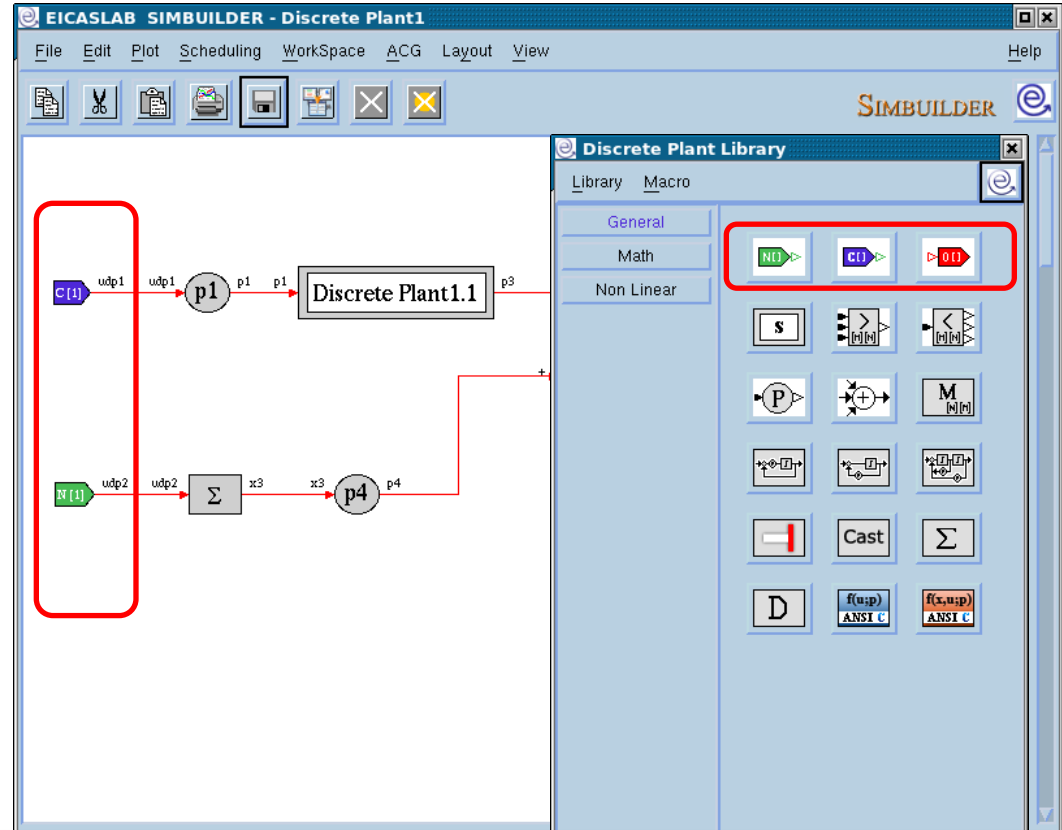 EICASLAB SIMBUILDER - Discrete Plant1
File Edit Plot Scheduling WorkSpace ACG Layout View Help
SIMBUILDER
Discrete Plant Library
Library Macro
General
Math
Non Linear
N[] C[] O[]
S
[M][N] [M][N]
P + M [N][M]
Cast Σ
D f(u;p) ANSI C f(x,u;p) ANSI C
C[1] udp1 udp1 p1 p1 p1 Discrete Plant1.1 p3
+
N[1] udp2 udp2 Σ x3 x3 p4 p4